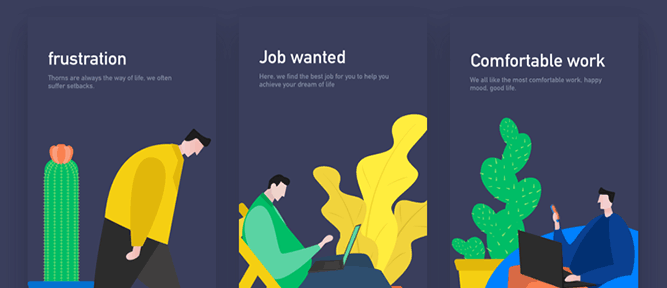 frustration
Thorns are always the way of life, we often
suffer setbacks.
Job wanted
Here, we find the best job for you to help you
achieve your dream of life
Comfortable work
We all like the most comfortable work, happy
mood, good life.